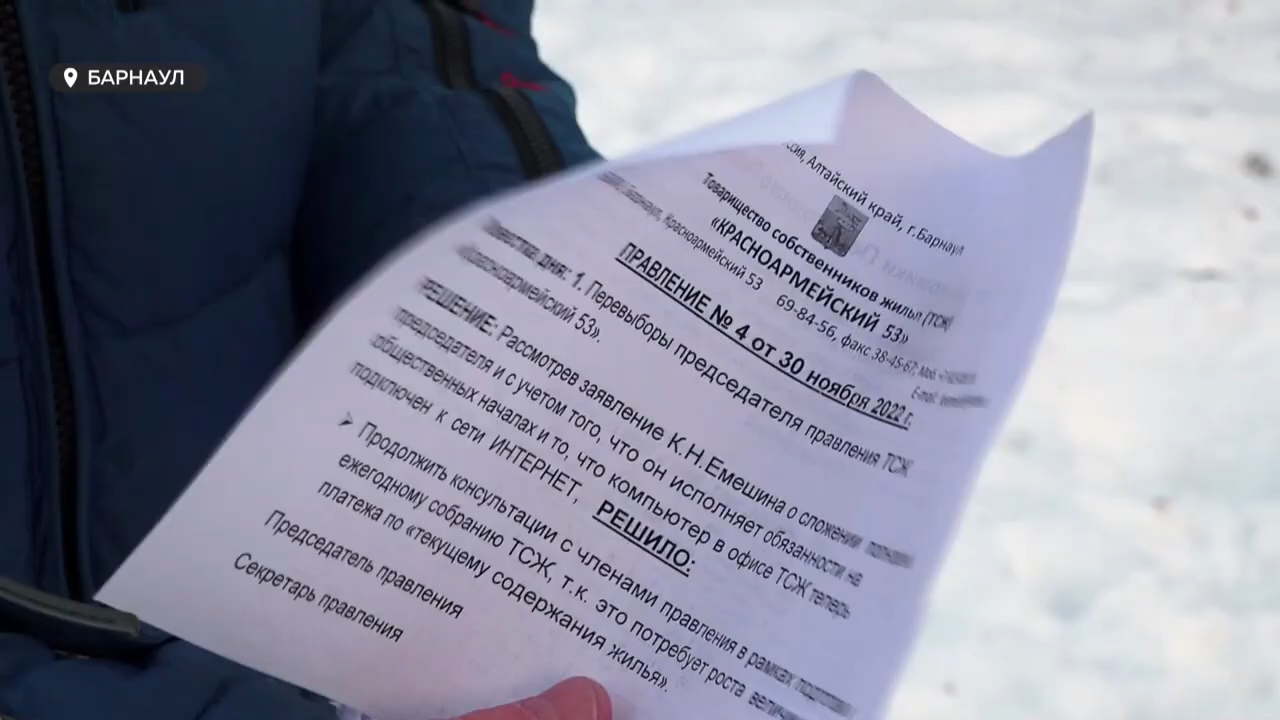 БАРНАУЛ
Алтайский край, г.Барнаул
Товарищество собственников жилья (ТСЖ)
«КРАСНОАРМЕЙСКИЙ 53»
Барнаул, Красноармейский 53 69-84-56, факс 38-45-67,
E-mail:
ПРАВЛЕНИЕ № 4 от 30 ноября 2022 г.
дня: 1. Перевыборы председателя правления ТСЖ
«Красноармейский 53».
РЕШЕНИЕ: Рассмотрев заявление К.Н.Емешина о сложении
председателя и с учетом того, что он исполняет обязанности на
общественных началах и то, что компьютер в офисе ТСЖ теперь
подключен к сети ИНТЕРНЕТ, РЕШИЛО:
➢ Продолжить консультации с членами правления в рамках
ежегодному собранию ТСЖ, т.к. это потребует роста
платежа по «текущему содержания жилья».
Председатель правления
Секретарь правления